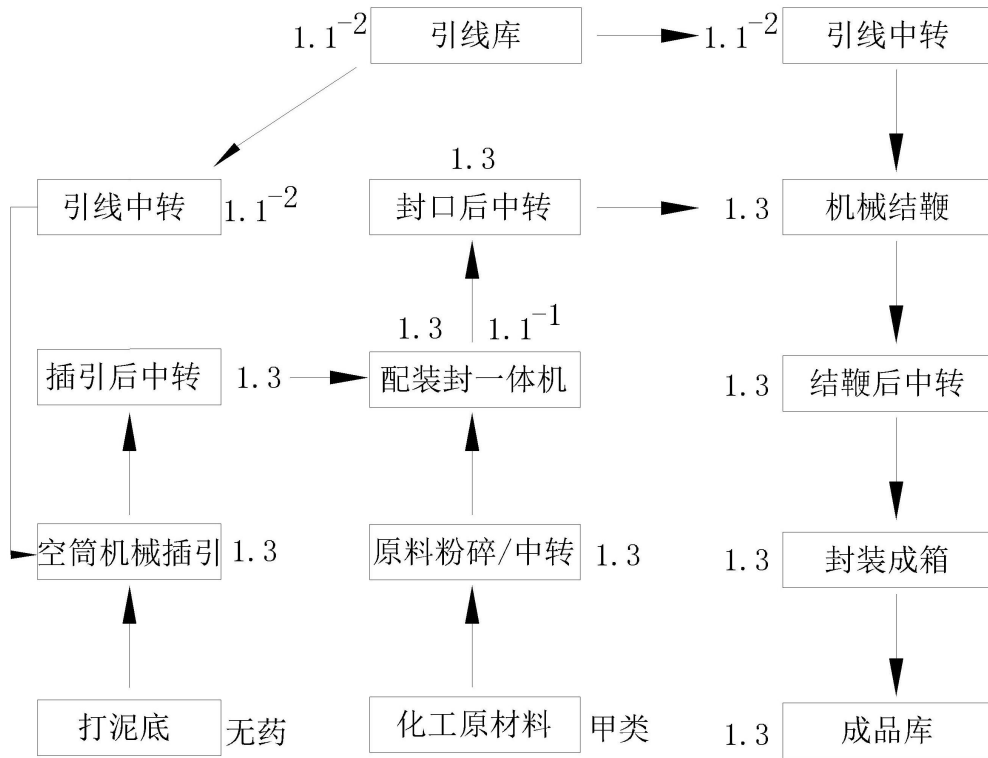 1.1⁻² 引线库 1.1⁻² 引线中转
1.3
引线中转 1.1⁻² 封口后中转 1.3 机械结鞭
1.3 1.1⁻¹
插引后中转 1.3 配装封一体机 1.3 结鞭后中转
空筒机械插引 1.3 原料粉碎/中转 1.3 1.3 封装成箱
打泥底 无药 化工原材料 甲类 1.3 成品库